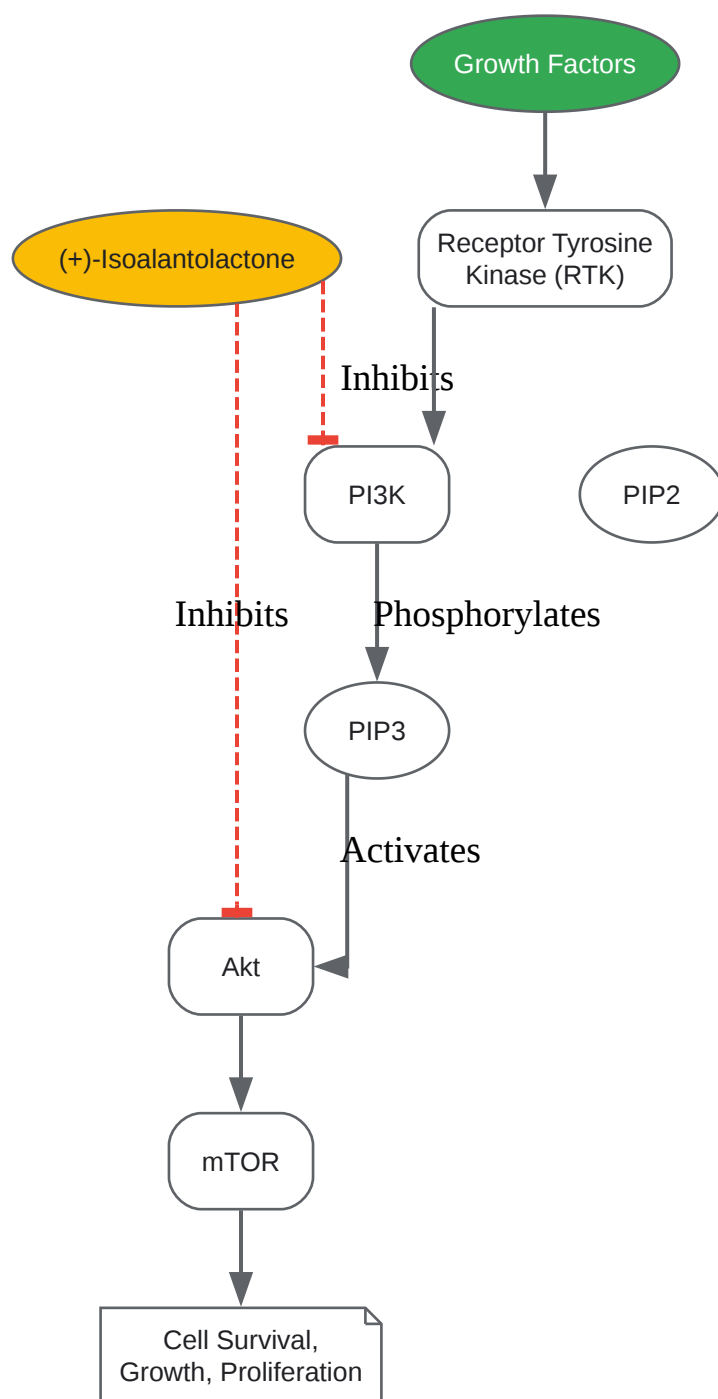 Growth Factors
(+)-Isoalantolactone
Receptor Tyrosine
Kinase (RTK)
Inhibits
PI3K
PIP2
Inhibits
Phosphorylates
PIP3
Activates
Akt
mTOR
Cell Survival,
Growth, Proliferation